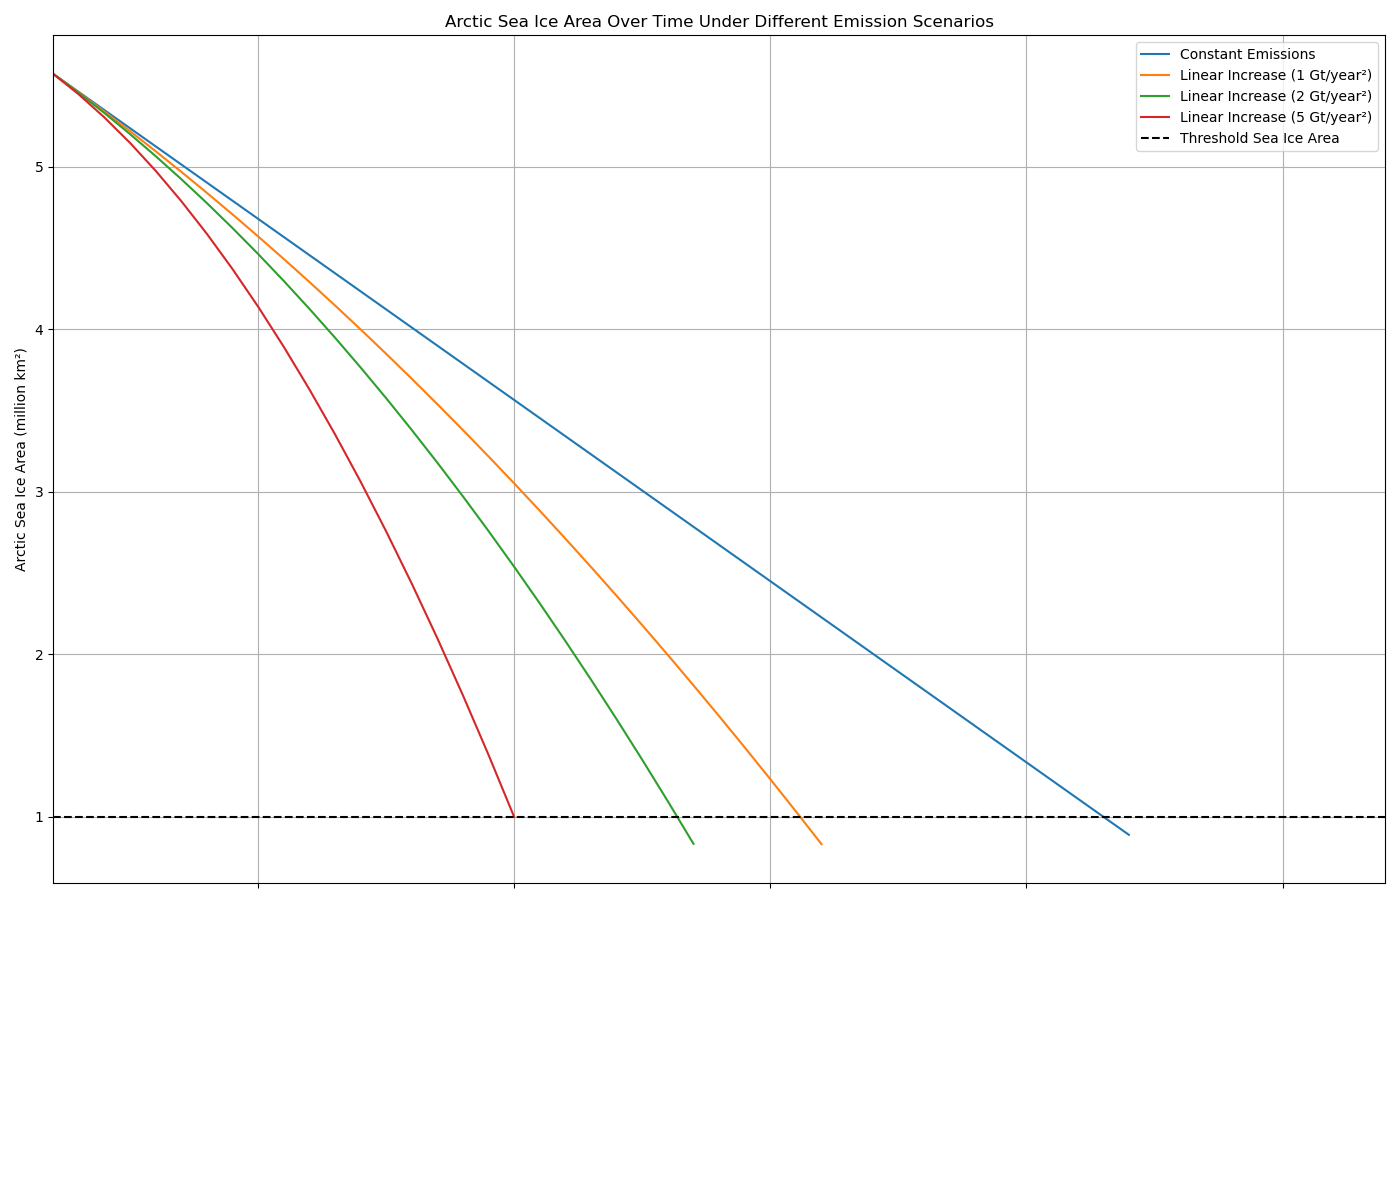 Arctic Sea Ice Area Over Time Under Different Emission Scenarios
Constant Emissions
Linear Increase (1 Gt/year²)
Linear Increase (2 Gt/year²)
Linear Increase (5 Gt/year²)
Threshold Sea Ice Area
Arctic Sea Ice Area (million km²)
5
4
3
2
1